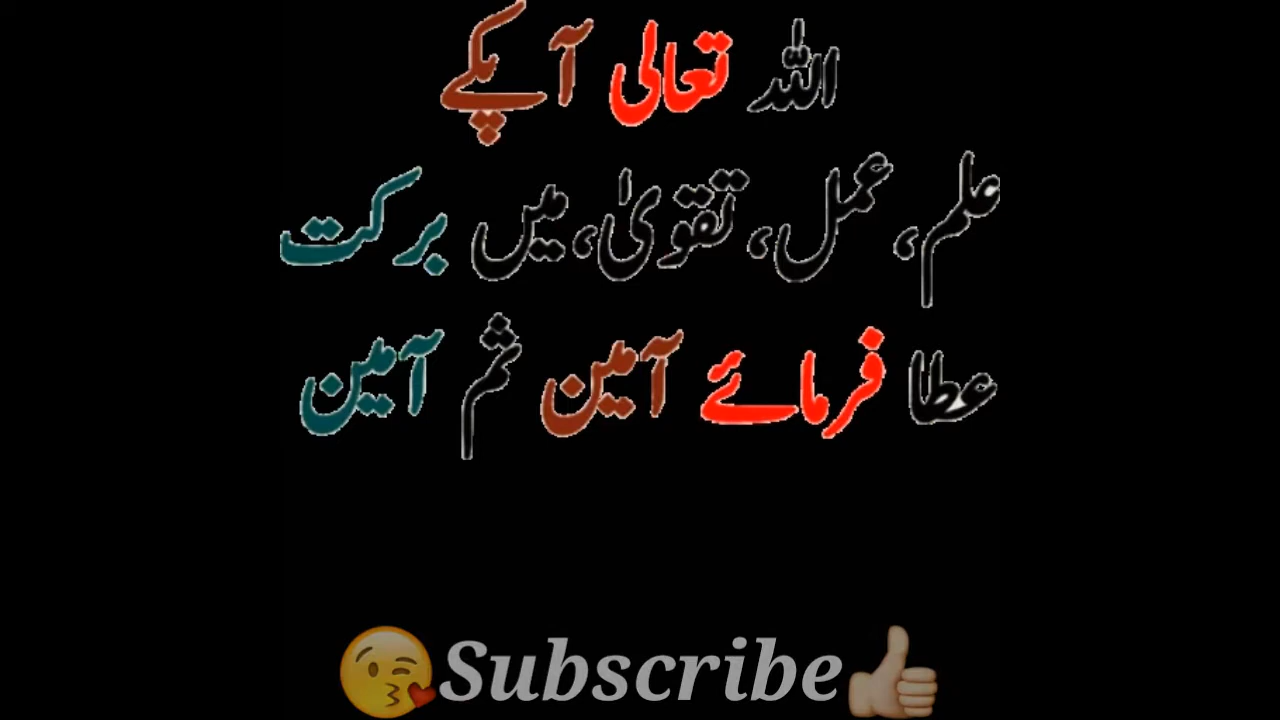 اللہ تعالی آپکے
علم، عمل، تقویٰ، میں برکت
عطا فرمائے آمین ثم آمین
😘Subscribe👍